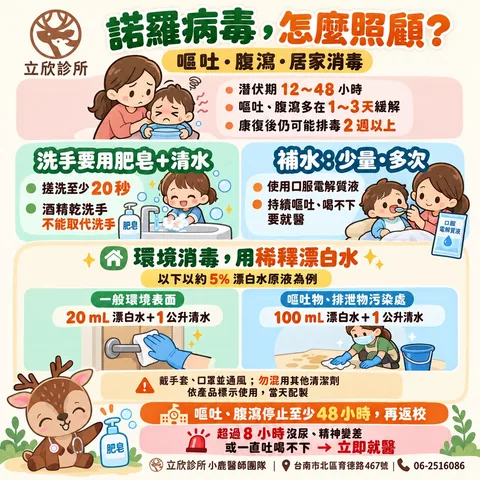 立欣診所
諾羅病毒，怎麼照顧？
嘔吐・腹瀉・居家消毒
潛伏期 12～48 小時
嘔吐、腹瀉多在 1～3 天緩解
康復後仍可能排毒 2 週以上
洗手要用肥皂＋清水
搓洗至少 20 秒
酒精乾洗手
不能取代洗手
肥皂
補水：少量・多次
使用口服電解質液
持續嘔吐、喝不下
要就醫
口服
電解質液
環境消毒，用稀釋漂白水
以下以約 5% 漂白水原液為例
一般環境表面
20 mL 漂白水＋1 公升清水
嘔吐物、排泄物污染處
100 mL 漂白水＋1 公升清水
戴手套、口罩並通風；勿混用其他清潔劑
依產品標示使用，當天配製
嘔吐、腹瀉停止至少 48 小時，再返校
超過 8 小時沒尿、精神變差
或一直吐喝不下 → 立即就醫
肥皂
立欣診所 小鹿醫師團隊 | 台南市北區育德路467號 | 06-2516086